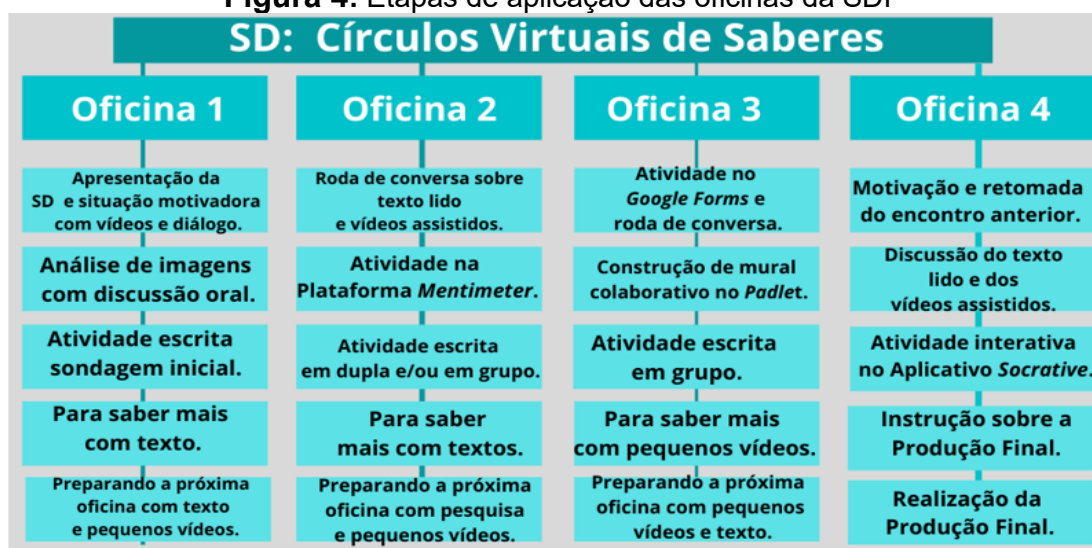 Figura 4: Etapas de aplicação das oficinas da SDI
SD: Círculos Virtuais de Saberes
Oficina 1
Apresentação da
SD e situação motivadora
com vídeos e diálogo.
Análise de imagens
com discussão oral.
Atividade escrita
sondagem inicial.
Para saber mais
com texto.
Preparando a próxima
oficina com texto
e pequenos vídeos.
Oficina 2
Roda de conversa sobre
texto lido
e vídeos assistidos.
Atividade na
Plataforma Mentimeter.
Atividade escrita
em dupla e/ou em grupo.
Para saber
mais com textos.
Preparando a próxima
oficina com pesquisa
e pequenos vídeos.
Oficina 3
Atividade no
Google Forms e
roda de conversa.
Construção de mural
colaborativo no Padlet.
Atividade escrita
em grupo.
Para saber mais
com pequenos vídeos.
Preparando a próxima
oficina com pequenos
vídeos e texto.
Oficina 4
Motivação e retomada
do encontro anterior.
Discussão do texto
lido e dos
vídeos assistidos.
Atividade interativa
no Aplicativo Socrative.
Instrução sobre a
Produção Final.
Realização da
Produção Final.